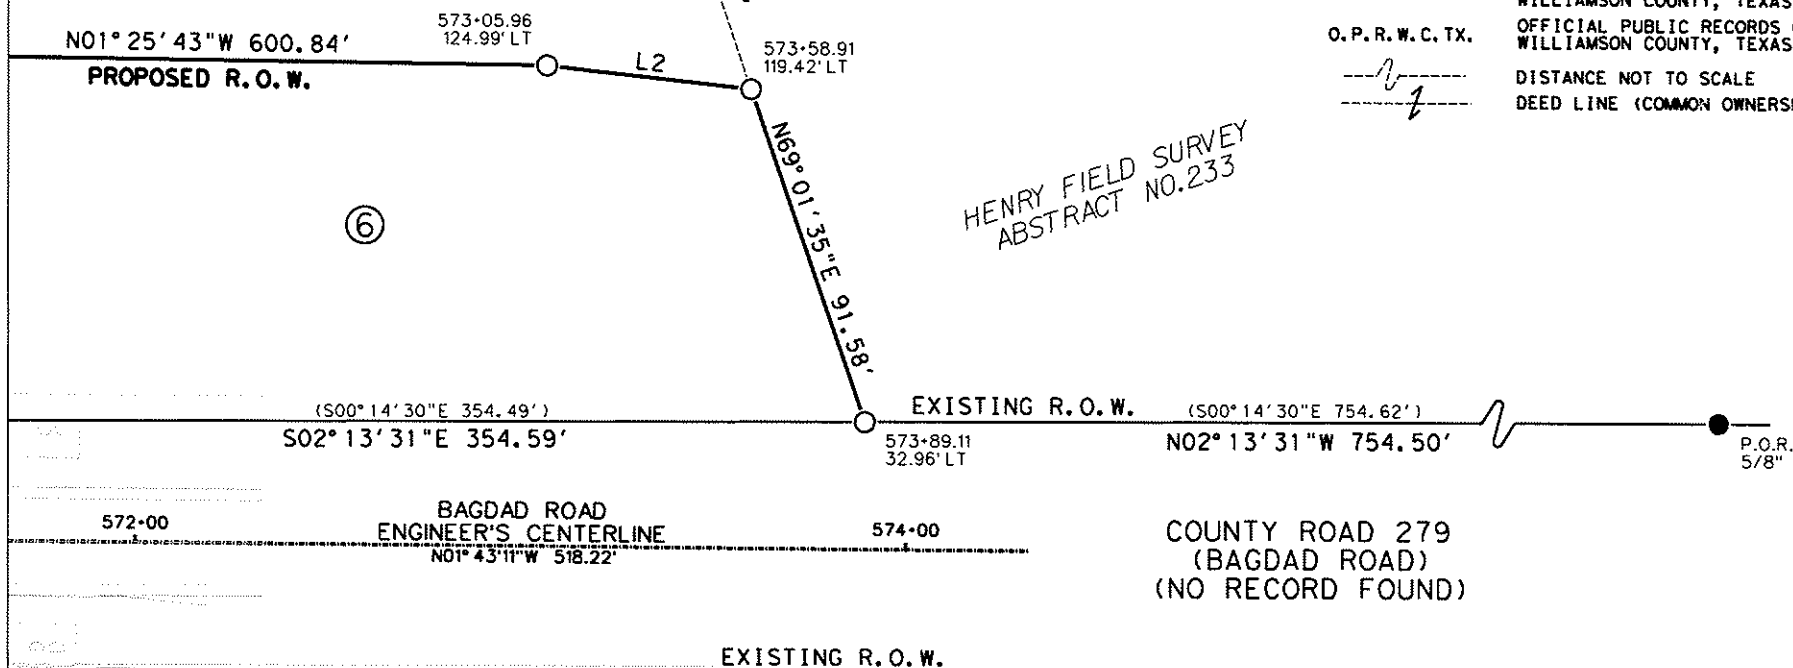 573+05.96
124.99' LT
N01°25'43"W 600.84'
PROPOSED R.O.W.
L2
573+58.91
119.42' LT
WILLIAMSON COUNTY, TEXAS
O.P.R.W.C.TX.
OFFICIAL PUBLIC RECORDS
WILLIAMSON COUNTY, TEXAS
DISTANCE NOT TO SCALE
DEED LINE (COMMON OWNERS
N69°01'35"E 91.58'
HENRY FIELD SURVEY
ABSTRACT NO.233
6
(S00°14'30"E 354.49')
S02°13'31"E 354.59'
EXISTING R.O.W.
(S00°14'30"E 754.62')
N02°13'31"W 754.50'
573+89.11
32.96' LT
P.O.R.
5/8"
572+00
BAGDAD ROAD
ENGINEER'S CENTERLINE
N01°43'11"W 518.22'
574+00
COUNTY ROAD 279
(BAGDAD ROAD)
(NO RECORD FOUND)
EXISTING R.O.W.